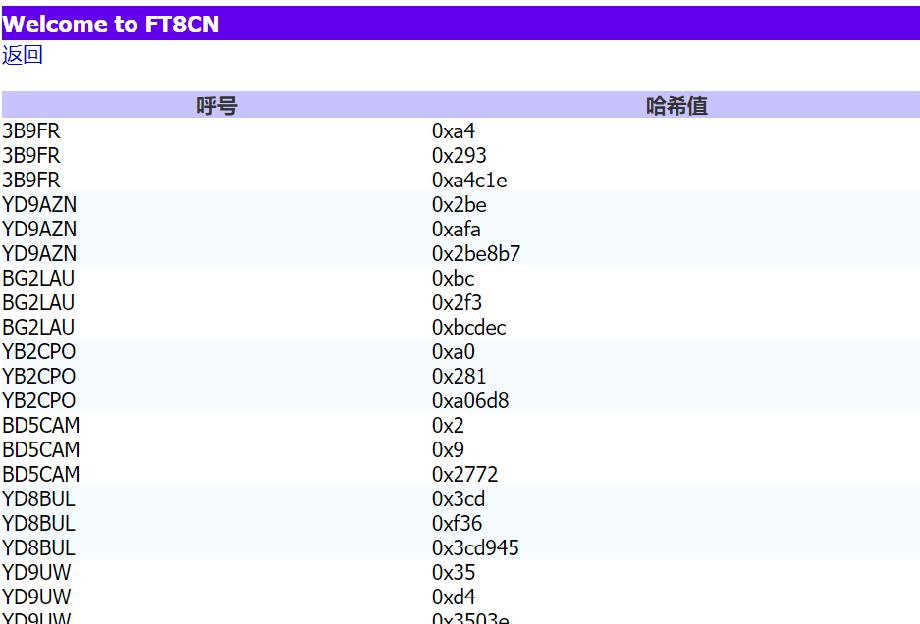 Welcome to FT8CN
返回
呼号 哈希值
3B9FR 0xa4
3B9FR 0x293
3B9FR 0xa4c1e
YD9AZN 0x2be
YD9AZN 0xafa
YD9AZN 0x2be8b7
BG2LAU 0xbc
BG2LAU 0x2f3
BG2LAU 0xbcdec
YB2CPO 0xa0
YB2CPO 0x281
YB2CPO 0xa06d8
BD5CAM 0x2
BD5CAM 0x9
BD5CAM 0x2772
YD8BUL 0x3cd
YD8BUL 0xf36
YD8BUL 0x3cd945
YD9UW 0x35
YD9UW 0xd4
YD9UW 0x3503e